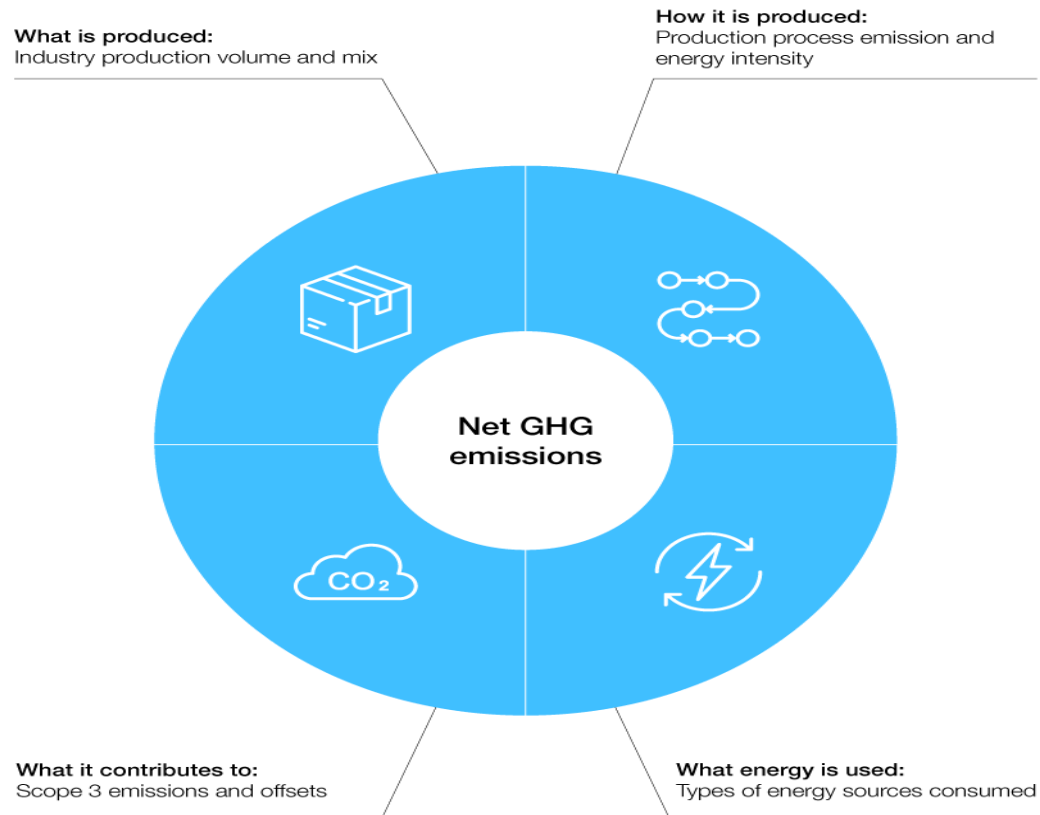 What is produced:
Industry production volume and mix
How it is produced:
Production process emission and
energy intensity
Net GHG
emissions
CO₂
What it contributes to:
Scope 3 emissions and offsets
What energy is used:
Types of energy sources consumed